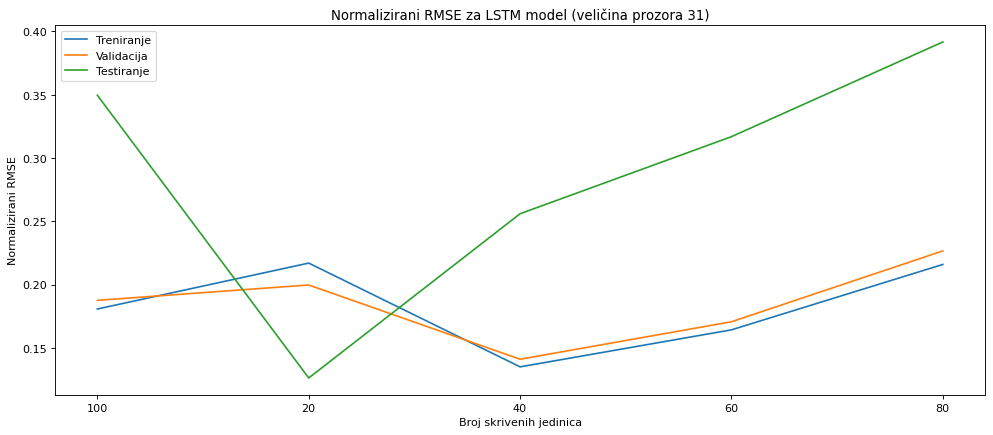 Normalizirani RMSE za LSTM model (veličina prozora 31)
Treniranje
Validacija
Testiranje
0.40
0.35
0.30
0.25
0.20
0.15
Normalizirani RMSE
100
20
40
60
80
Broj skrivenih jedinica